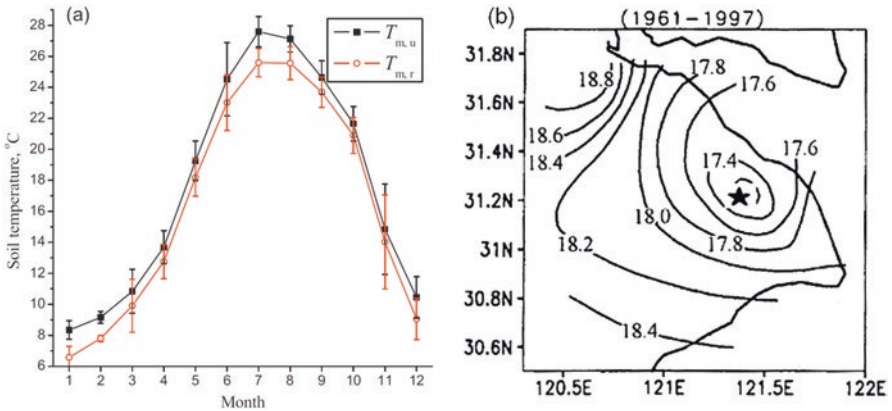 (a)
T m, u
T m, r
Soil temperature, °C
28
26
24
22
20
18
16
14
12
10
8
6
1 2 3 4 5 6 7 8 9 10 11 12
Month
(b)
(1961-1997)
31.8N
31.6N
31.4N
31.2N
31N
30.8N
30.6N
120.5E 121E 121.5E 122E
18.8
17.8
17.6
18.6
18.4
17.4
17.6
18.0
18.2
17.8
18.4